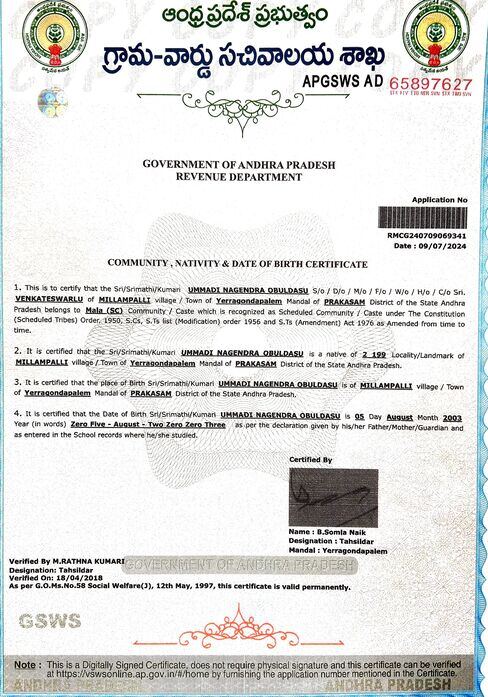 ఆంధ్రప్రదేశ్ ప్రభుత్వం
గ్రామ-వార్డు సచివాలయ శాఖ
APGSWS AD 65897627
SIX FIV EIG NIN SVN SIX TWO SVN
GOVERNMENT OF ANDHRA PRADESH
REVENUE DEPARTMENT
Application No
RMCG240709069341
Date : 09/07/2024
COMMUNITY , NATIVITY & DATE OF BIRTH CERTIFICATE
1. This is to certify that the Sri/Srimathi/Kumari UMMADI NAGENDRA OBULDASU S/o / D/o / M/o / F/o / W/o / H/o / C/o Sri.
VENKATESWARLU of MILLAMPALLI village / Town of Yerragondapalem Mandal of PRAKASAM District of the State Andhra
Pradesh belongs to Mala (SC) Community / Caste which is recognized as Scheduled Community / Caste under The Constitution
(Scheduled Tribes) Order, 1950, S.Cs, S.Ts list (Modification) order 1956 and S.Ts (Amendment) Act 1976 as Amended from time to
time.
2. It is certified that the Sri/Srimathi/Kumari UMMADI NAGENDRA OBULDASU is a native of 2 199 Locality/Landmark of
MILLAMPALLI village / Town of Yerragondapalem Mandal of PRAKASAM District of the State Andhra Pradesh.
3. It is certified that the place of Birth Sri/Srimathi/Kumari UMMADI NAGENDRA OBULDASU is of MILLAMPALLI village / Town
of Yerragondapalem Mandal of PRAKASAM District of the State Andhra Pradesh.
4. It is certified that the Date of Birth Sri/Srimathi/Kumari UMMADI NAGENDRA OBULDASU is 05 Day August Month 2003
Year (in words) Zero Five - August - Two Zero Zero Three as per the declaration given by his/her Father/Mother/Guardian and
as entered in the School records where he/she studied.
Certified By
Name : B.Somla Naik
Designation : Tahsildar
Mandal : Yerragondapalem
Verified By M.RATHNA KUMARI
GOVERNMENT OF ANDHRA PRADESH
Designation: Tahsildar
Verified On: 18/04/2018
As per G.O.Ms.No.58 Social Welfare(J), 12th May, 1997, this certificate is valid permanently.
GSWS
Note : This is a Digitally Signed Certificate, does not require physical signature and this certificate can be verified
at https://vswsonline.ap.gov.in/#/home by furnishing the application number mentioned in the Certificate.
ANDHRA PRADESH
ANDHRA PRADESH